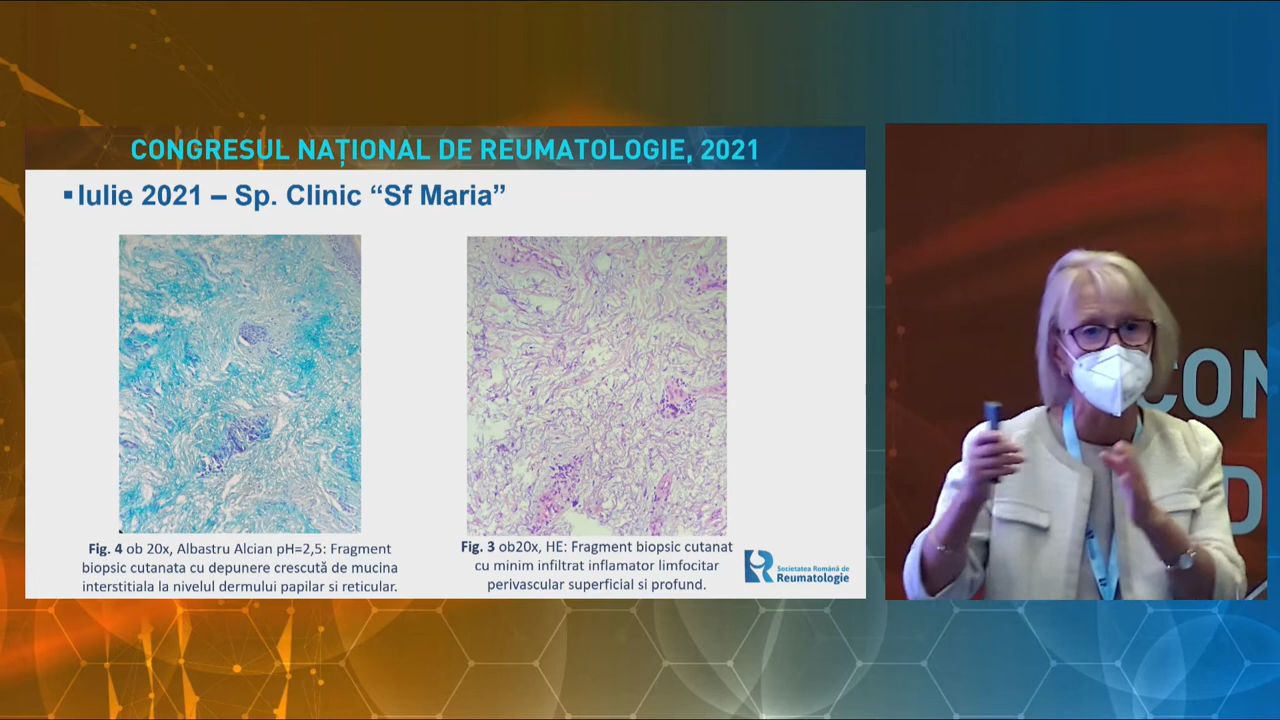 CONGRESUL NAȚIONAL DE REUMATOLOGIE, 2021
▪Iulie 2021 – Sp. Clinic “Sf Maria”
Fig. 4 ob 20x, Albastru Alcian pH=2,5: Fragment
biopsic cutanata cu depunere crescută de mucina
interstitiala la nivelul dermului papilar si reticular.
Fig. 3 ob20x, HE: Fragment biopsic cutanat
cu minim infiltrat inflamator limfocitar
perivascular superficial si profund.
Societatea Română de
Reumatologie
CON
D